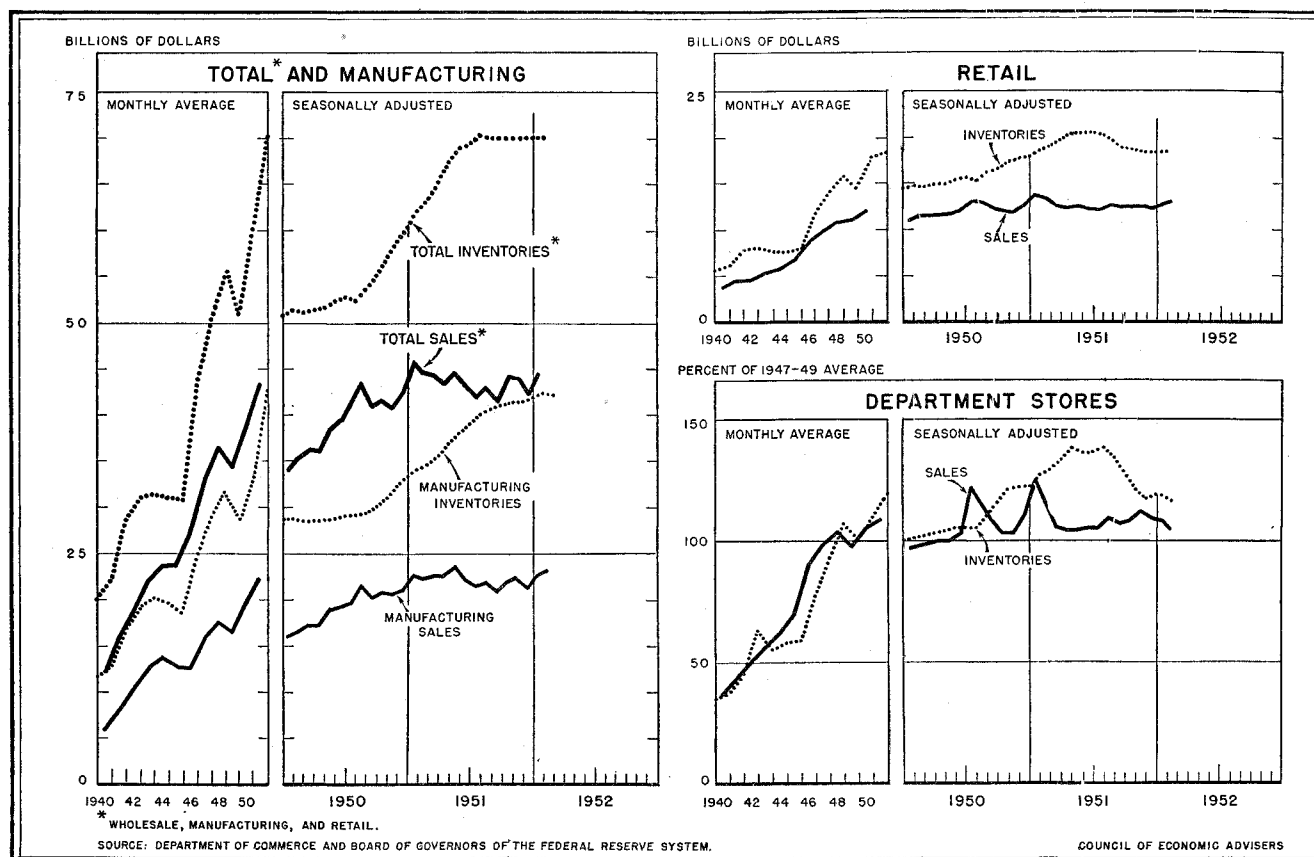 BILLIONS OF DOLLARS
TOTAL* AND MANUFACTURING
MONTHLY AVERAGE
SEASONALLY ADJUSTED
75
50
25
0
TOTAL INVENTORIES*
TOTAL SALES*
MANUFACTURING
INVENTORIES
MANUFACTURING
SALES
1940 42 44 46 48 50
1950 1951 1952
BILLIONS OF DOLLARS
RETAIL
MONTHLY AVERAGE
SEASONALLY ADJUSTED
25
0
INVENTORIES
SALES
1940 42 44 46 48 50
1950 1951 1952
PERCENT OF 1947-49 AVERAGE
DEPARTMENT STORES
MONTHLY AVERAGE
SEASONALLY ADJUSTED
150
100
50
0
SALES
INVENTORIES
1940 42 44 46 48 50
1950 1951 1952
*WHOLESALE, MANUFACTURING, AND RETAIL.
SOURCE: DEPARTMENT OF COMMERCE AND BOARD OF GOVERNORS OF THE FEDERAL RESERVE SYSTEM.
COUNCIL OF ECONOMIC ADVISERS